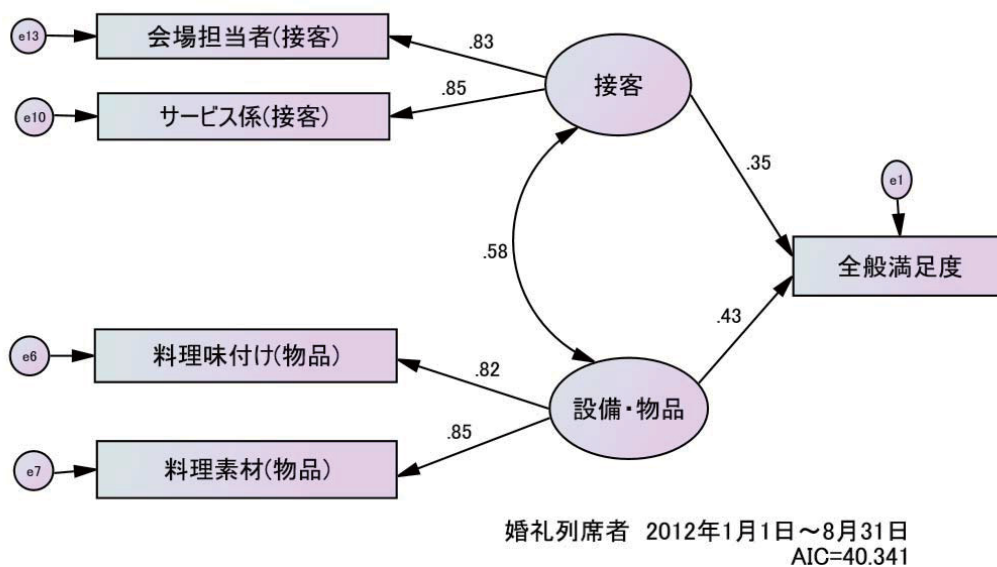 e13
会場担当者(接客)
.83
接客
e10
サービス係(接客)
.85
.35
e1
.58
全般満足度
e6
料理味付け(物品)
.82
.43
設備・物品
e7
料理素材(物品)
.85
婚礼列席者 2012年1月1日～8月31日
AIC=40.341